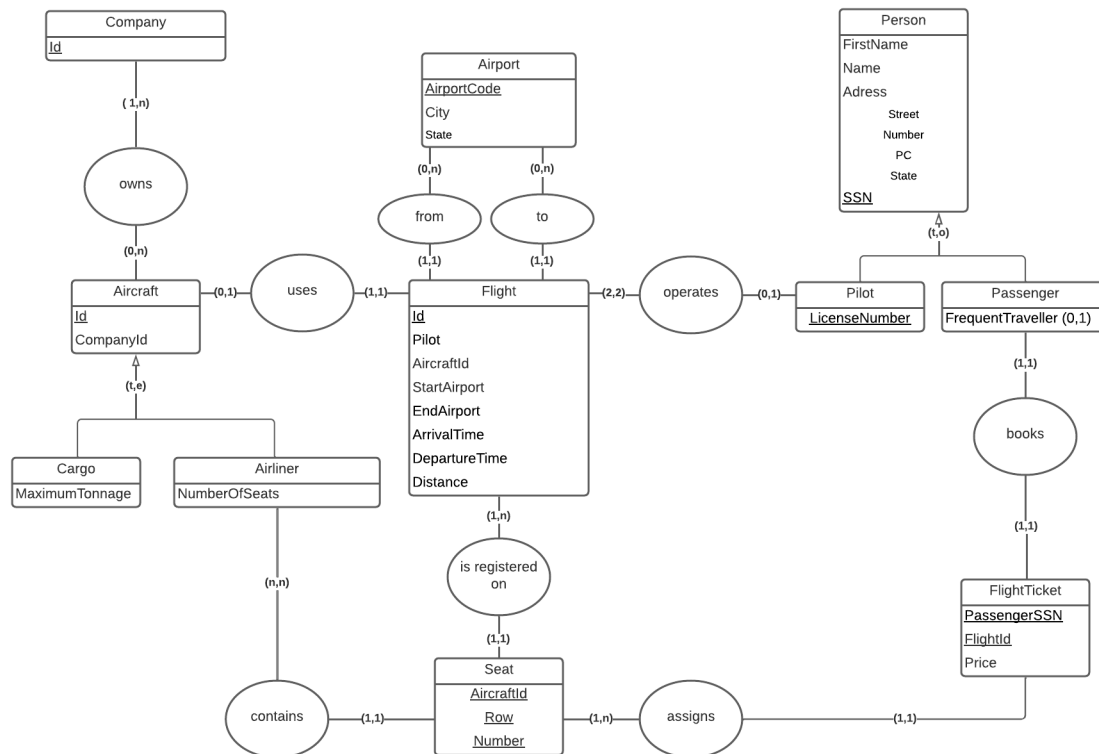 Company
Id
( 1,n)
owns
(0,n)
Aircraft
Id
CompanyId
(t,e)
Cargo
MaximumTonnage
Airliner
NumberOfSeats
(n,n)
contains
(1,1)
(0,1)
uses
(1,1)
Airport
AirportCode
City
State
(0,n)
(0,n)
from
to
(1,1)
(1,1)
Flight
Id
Pilot
AircraftId
StartAirport
EndAirport
ArrivalTime
DepartureTime
Distance
(1,n)
is registered
on
(1,1)
Seat
AircraftId
Row
Number
(1,n)
assigns
(1,1)
(2,2)
operates
(0,1)
Person
FirstName
Name
Adress
Street
Number
PC
State
SSN
(t,o)
Pilot
LicenseNumber
Passenger
FrequentTraveller (0,1)
(1,1)
books
(1,1)
FlightTicket
PassengerSSN
FlightId
Price